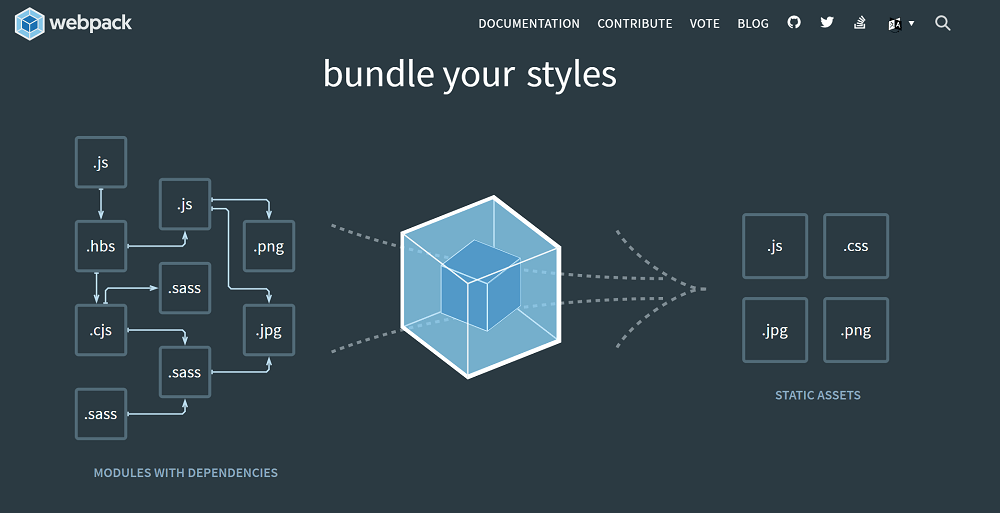 webpack
DOCUMENTATION CONTRIBUTE VOTE BLOG
bundle your styles
.js
.js
.hbs
.png
.sass
.cjs
.jpg
.sass
.sass
MODULES WITH DEPENDENCIES
.js .css
.jpg .png
STATIC ASSETS